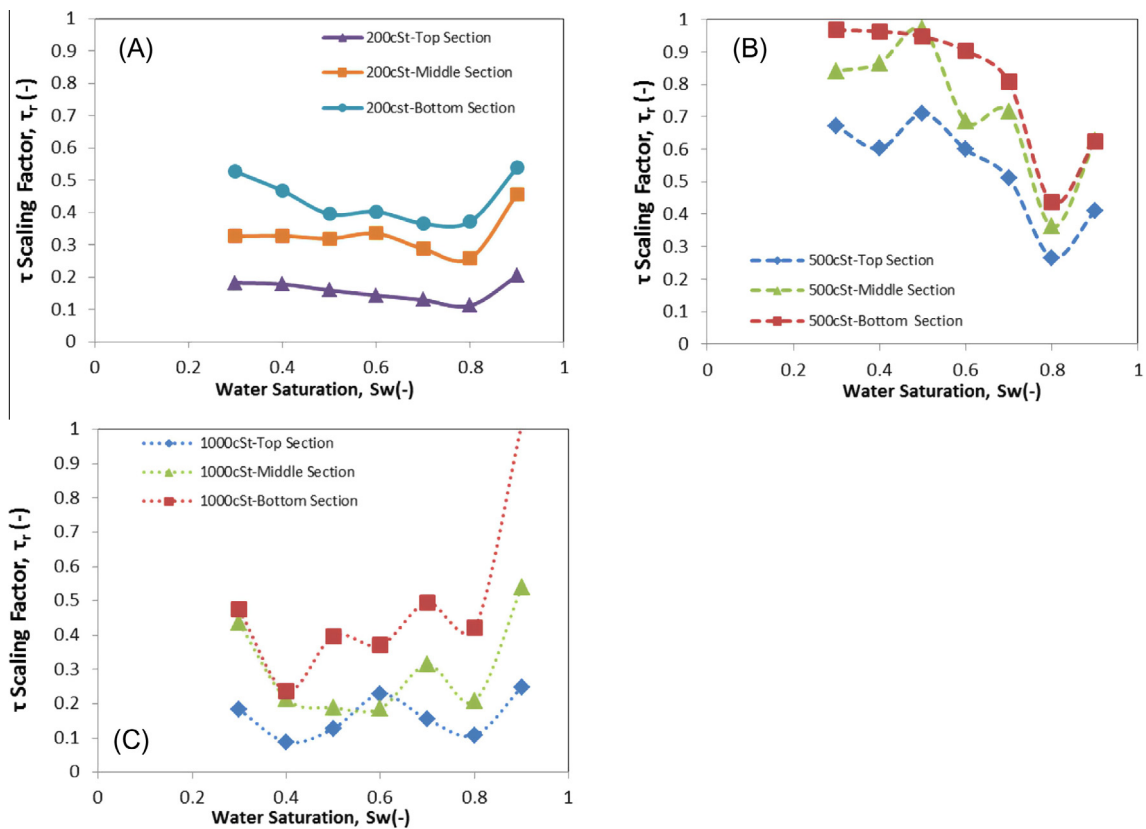 (A)
200cSt-Top Section
200cSt-Middle Section
200cst-Bottom Section
τ Scaling Factor, τr (-)
1
0.9
0.8
0.7
0.6
0.5
0.4
0.3
0.2
0.1
0
0 0.2 0.4 0.6 0.8 1
Water Saturation, Sw(-)
(B)
τ Scaling Factor, τr (-)
1
0.9
0.8
0.7
0.6
0.5
0.4
0.3
0.2
0.1
0
500cSt-Top Section
500cSt-Middle Section
500cSt-Bottom Section
0 0.2 0.4 0.6 0.8 1
Water Saturation, Sw(-)
1000cSt-Top Section
1000cSt-Middle Section
1000cSt-Bottom Section
τ Scaling Factor, τr (-)
1
0.9
0.8
0.7
0.6
0.5
0.4
0.3
0.2
0.1
0
(C)
0 0.2 0.4 0.6 0.8 1
Water Saturation, Sw(-)